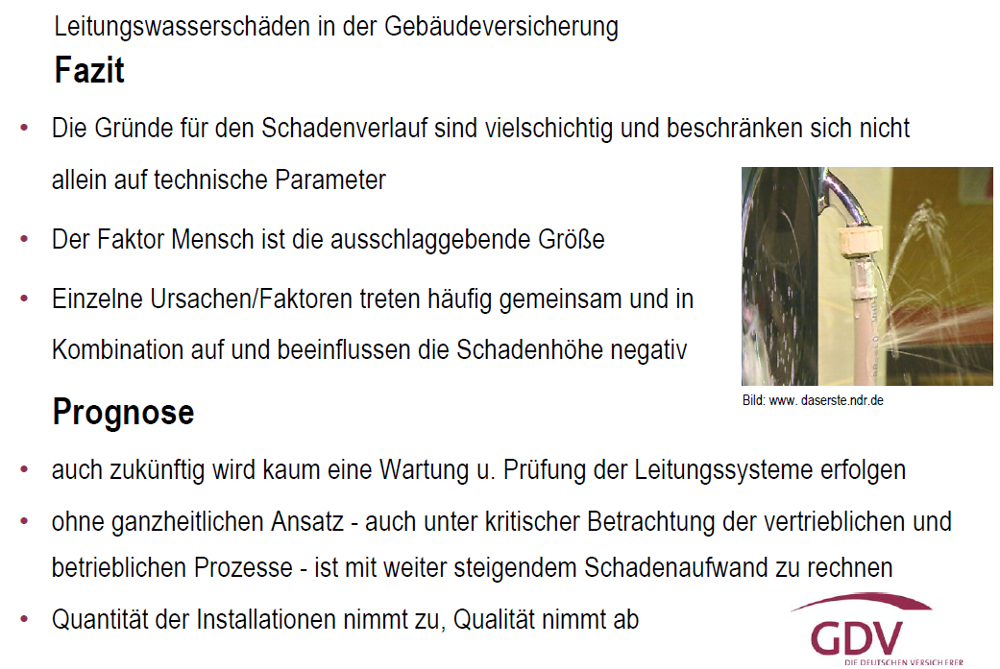 Leitungswasserschäden in der Gebäudeversicherung
Fazit
• Die Gründe für den Schadenverlauf sind vielschichtig und beschränken sich nicht
allein auf technische Parameter
• Der Faktor Mensch ist die ausschlaggebende Größe
• Einzelne Ursachen/Faktoren treten häufig gemeinsam und in
Kombination auf und beeinflussen die Schadenhöhe negativ
Bild: www. daserste.ndr.de
Prognose
• auch zukünftig wird kaum eine Wartung u. Prüfung der Leitungssysteme erfolgen
• ohne ganzheitlichen Ansatz - auch unter kritischer Betrachtung der vertrieblichen und
betrieblichen Prozesse - ist mit weiter steigendem Schadenaufwand zu rechnen
• Quantität der Installationen nimmt zu, Qualität nimmt ab
GDV
DIE DEUTSCHEN VERSICHERER